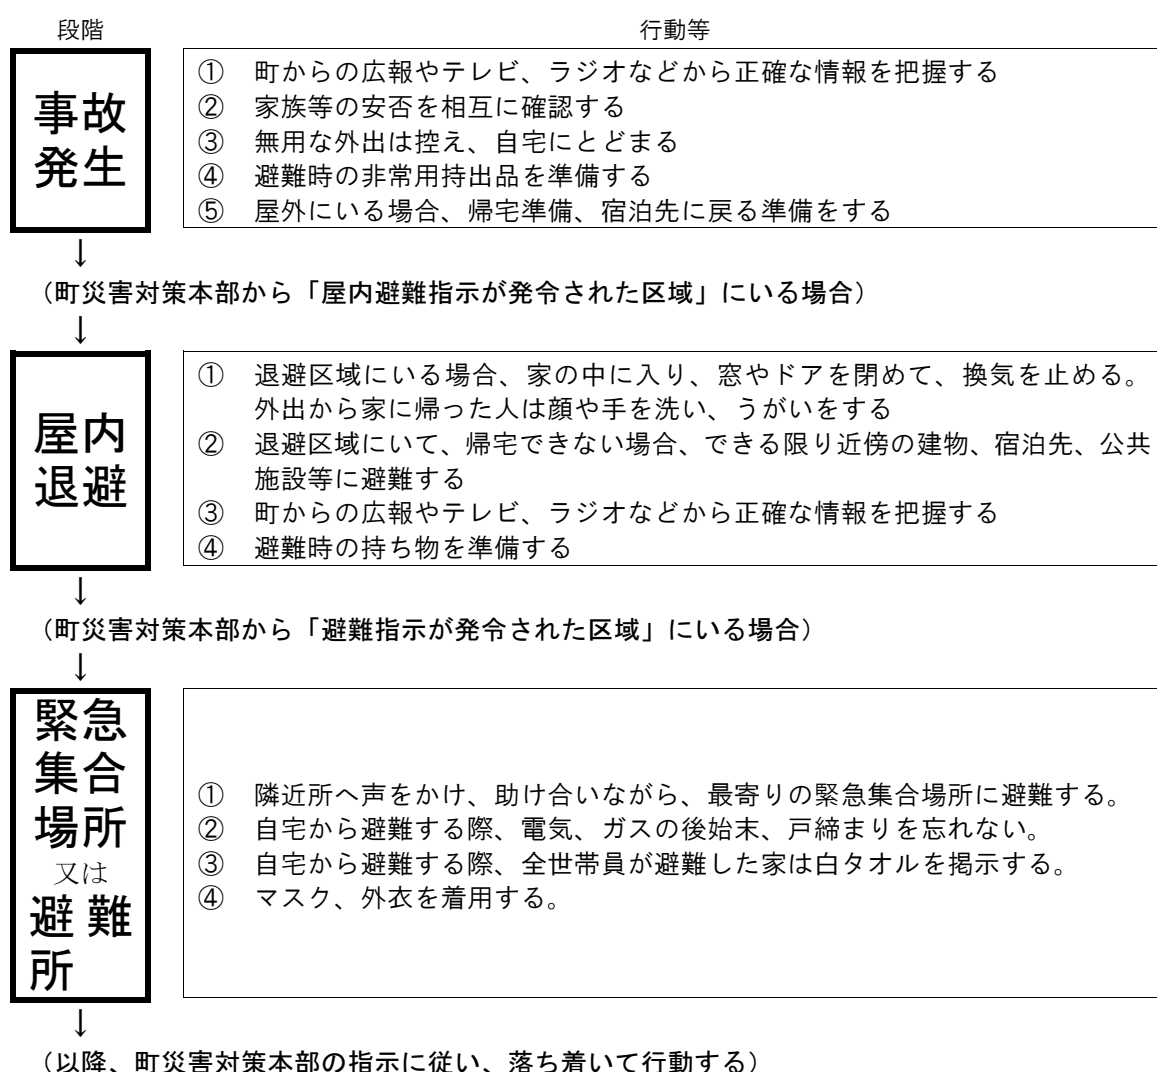 段階 行動等
事故
発生
① 町からの広報やテレビ、ラジオなどから正確な情報を把握する
② 家族等の安否を相互に確認する
③ 無用な外出は控え、自宅にとどまる
④ 避難時の非常用持出品を準備する
⑤ 屋外にいる場合、帰宅準備、宿泊先に戻る準備をする
↓
(町災害対策本部から「屋内避難指示が発令された区域」にいる場合)
↓
屋内
退避
① 退避区域にいる場合、家の中に入り、窓やドアを閉めて、換気を止める。
外出から家に帰った人は顔や手を洗い、うがいをする
② 退避区域にいて、帰宅できない場合、できる限り近傍の建物、宿泊先、公共
施設等に避難する
③ 町からの広報やテレビ、ラジオなどから正確な情報を把握する
④ 避難時の持ち物を準備する
↓
(町災害対策本部から「避難指示が発令された区域」にいる場合)
↓
緊急
集合
場所
又は
避難
所
① 隣近所へ声をかけ、助け合いながら、最寄りの緊急集合場所に避難する。
② 自宅から避難する際、電気、ガスの後始末、戸締まりを忘れない。
③ 自宅から避難する際、全世帯員が避難した家は白タオルを掲示する。
④ マスク、外衣を着用する。
↓
(以降、町災害対策本部の指示に従い、落ち着いて行動する)